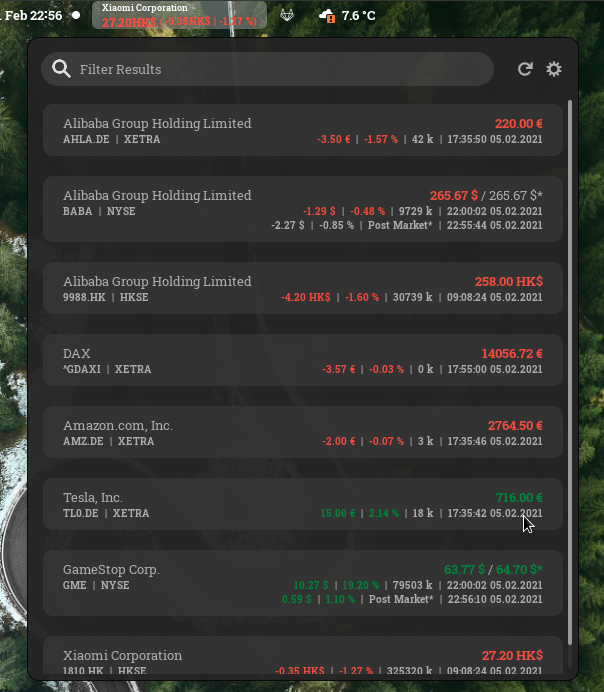 . Feb 22:56
Xiaomi Corporation
27.20HK$ ( -0.35HK$ | -1.27 %)
7.6 °C
Filter Results
Alibaba Group Holding Limited 220.00 €
AHLA.DE | XETRA -3.50 € | -1.57 % | 42 k | 17:35:50 05.02.2021
Alibaba Group Holding Limited 265.67 $ / 265.67 $*
BABA | NYSE -1.29 $ | -0.48 % | 9729 k | 22:00:02 05.02.2021
-2.27 $ | -0.85 % | Post Market* | 22:55:44 05.02.2021
Alibaba Group Holding Limited 258.00 HK$
9988.HK | HKSE -4.20 HK$ | -1.60 % | 30739 k | 09:08:24 05.02.2021
DAX 14056.72 €
^GDAXI | XETRA -3.57 € | -0.03 % | 0 k | 17:55:00 05.02.2021
Amazon.com, Inc. 2764.50 €
AMZ.DE | XETRA -2.00 € | -0.07 % | 3 k | 17:35:46 05.02.2021
Tesla, Inc. 716.00 €
TL0.DE | XETRA 15.00 € | 2.14 % | 18 k | 17:35:42 05.02.2021
GameStop Corp. 63.77 $ / 64.70 $*
GME | NYSE 10.27 $ | 19.20 % | 79503 k | 22:00:02 05.02.2021
0.59 $ | 1.10 % | Post Market* | 22:56:10 05.02.2021
Xiaomi Corporation 27.20 HK$
1810.HK | HKSE -0.35 HK$ | -1.27 % | 325320 k | 09:08:24 05.02.2021